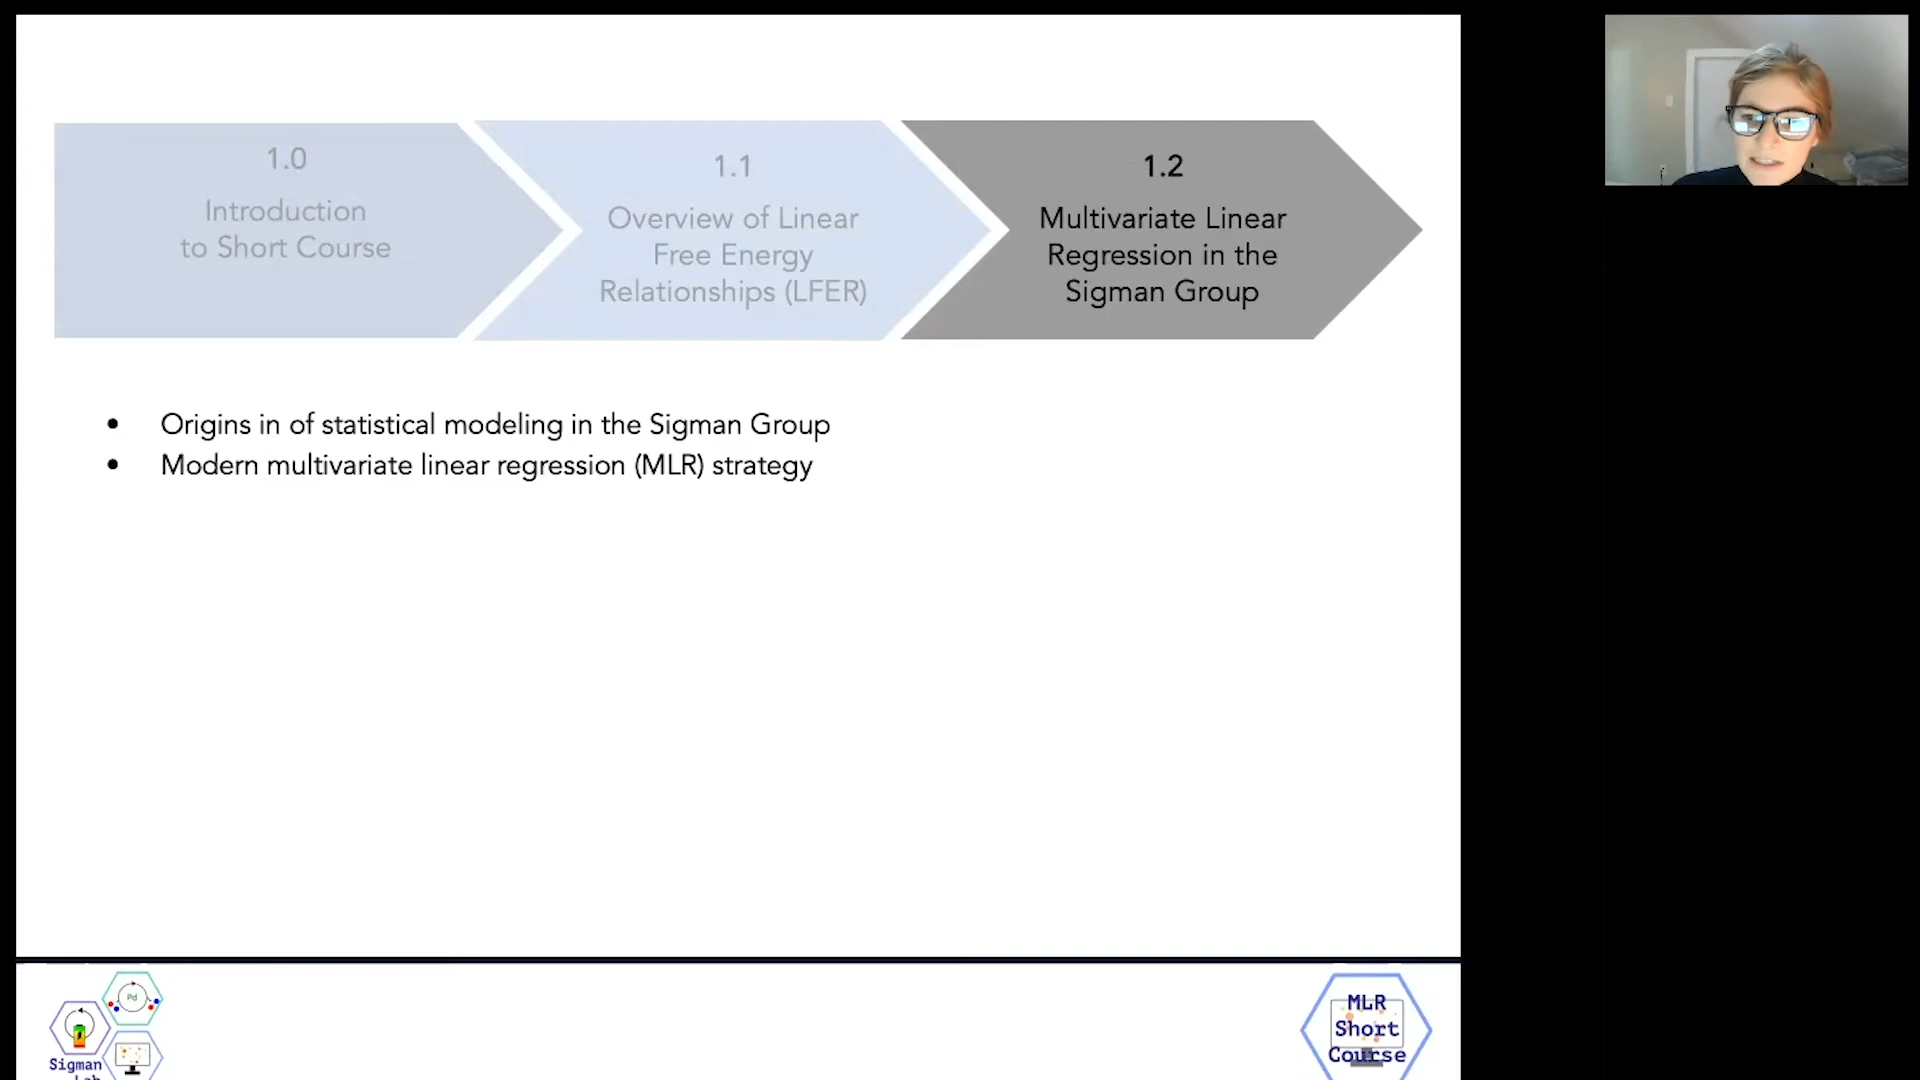 1.0
Introduction
to Short Course
1.1
Overview of Linear
Free Energy
Relationships (LFER)
1.2
Multivariate Linear
Regression in the
Sigman Group
• Origins in of statistical modeling in the Sigman Group
• Modern multivariate linear regression (MLR) strategy
Pd
Sigman
Lab
MLR
Short
Course